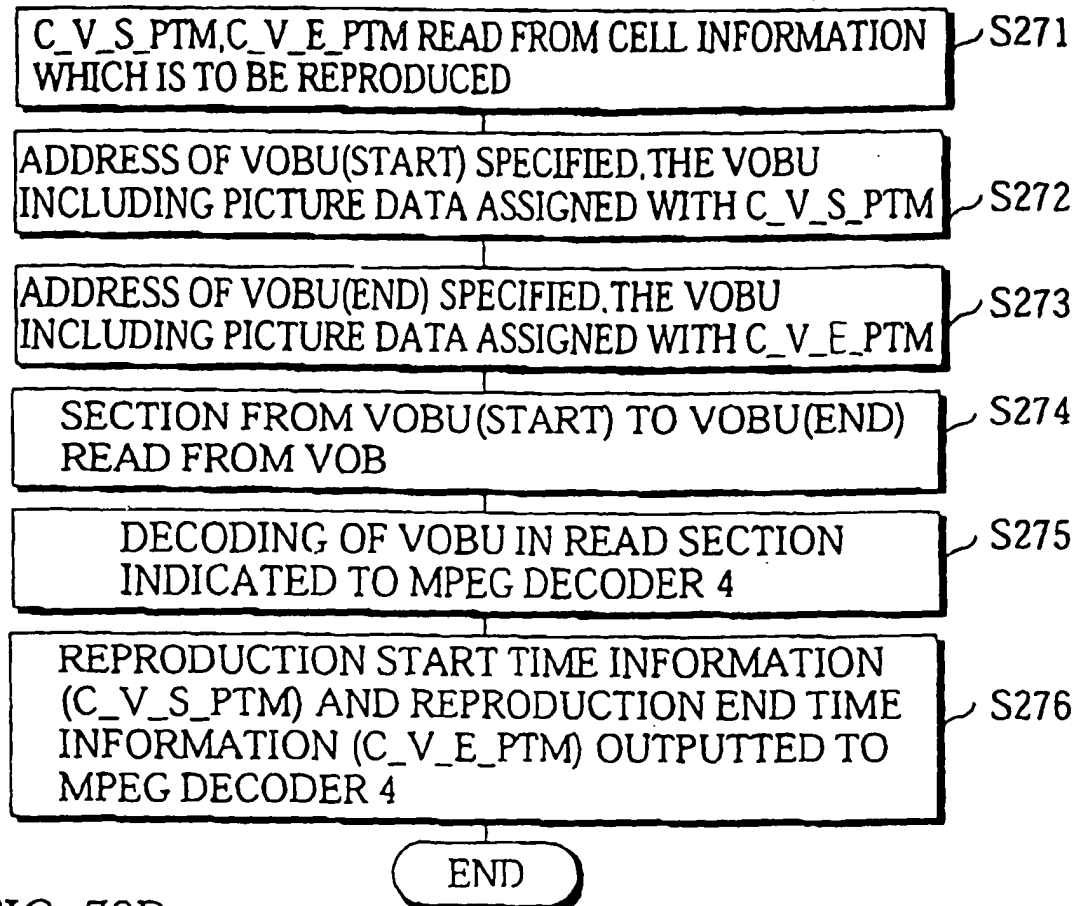 C_V_S_PTM,C_V_E_PTM READ FROM CELL INFORMATION
WHICH IS TO BE REPRODUCED
S271
ADDRESS OF VOBU(START) SPECIFIED,THE VOBU
INCLUDING PICTURE DATA ASSIGNED WITH C_V_S_PTM
S272
ADDRESS OF VOBU(END) SPECIFIED,THE VOBU
INCLUDING PICTURE DATA ASSIGNED WITH C_V_E_PTM
S273
SECTION FROM VOBU(START) TO VOBU(END)
READ FROM VOB
S274
DECODING OF VOBU IN READ SECTION
INDICATED TO MPEG DECODER 4
S275
REPRODUCTION START TIME INFORMATION
(C_V_S_PTM) AND REPRODUCTION END TIME
INFORMATION (C_V_E_PTM) OUTPUTTED TO
MPEG DECODER 4
S276
END